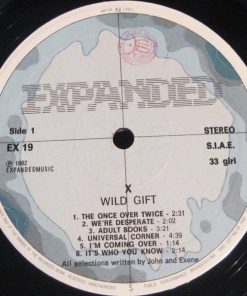 EXPANDED
Side 1
STEREO
EX 19
S.I.A.E.
℗ 1982
33 giri
EXPANDEDMUSIC
X
WILD GIFT
1. THE ONCE OVER TWICE - 2:31
2. WE'RE DESPERATE - 2:02
3. ADULT BOOKS - 3:21
4. UNIVERSAL CORNER - 4:39
5. I'M COMING OVER - 1:14
6. IT'S WHO YOU KNOW - 2:14
All selections written by John and Exene